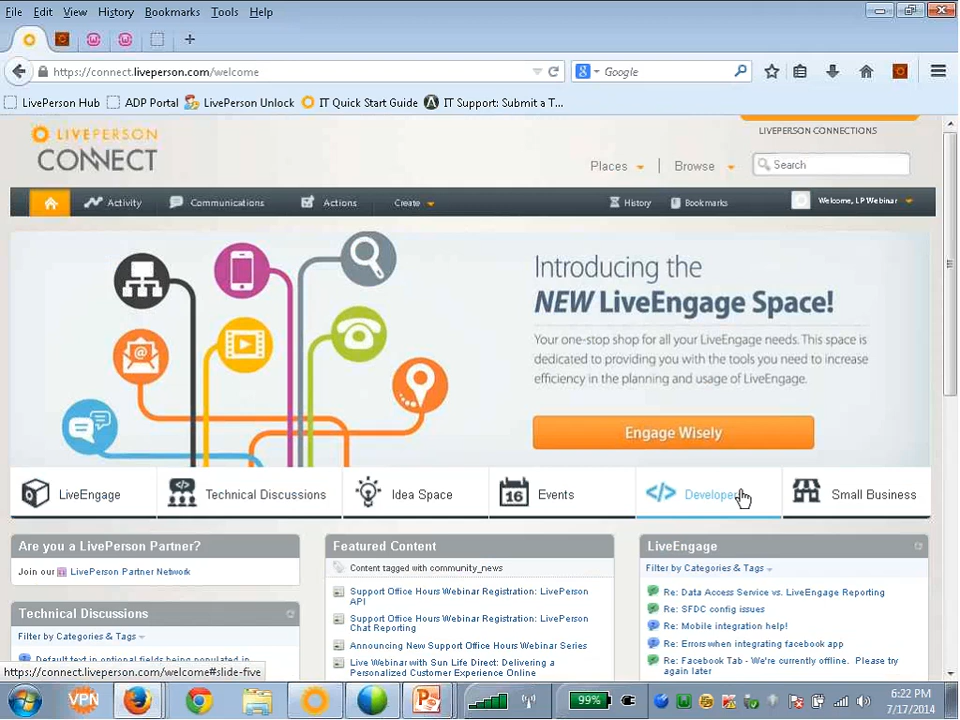 File Edit View History Bookmarks Tools Help
https://connect.liveperson.com/welcome
Google
LivePerson Hub ADP Portal LivePerson Unlock IT Quick Start Guide IT Support: Submit a T...
LIVEPERSON
CONNECT
LIVEPERSON CONNECTIONS
Places | Browse Search
Activity Communications Actions Create History Bookmarks Welcome, LP Webinar
Introducing the
NEW LiveEngage Space!
Your one-stop shop for all your LiveEngage needs. This space is
dedicated to providing you with the tools you need to increase
efficiency in the planning and usage of LiveEngage.
Engage Wisely
LiveEngage Technical Discussions Idea Space 16 Events Developer Small Business
Are you a LivePerson Partner?
Join our LivePerson Partner Network
Technical Discussions
Filter by Categories & Tags
Default text in optional fields being populated in
Featured Content
Content tagged with community_news
Support Office Hours Webinar Registration: LivePerson
API
Support Office Hours Webinar Registration: LivePerson
Chat Reporting
Announcing New Support Office Hours Webinar Series
Live Webinar with Sun Life Direct: Delivering a
Personalized Customer Experience Online
LiveEngage
Filter by Categories & Tags
Re: Data Access Service vs. LiveEngage Reporting
Re: SFDC config issues
Re: Mobile integration help!
Re: Errors when integrating facebook app
Re: Facebook Tab - We're currently offline. Please try
again later
https://connect.liveperson.com/welcome#slide-five
VPN
99%
6:22 PM
7/17/2014